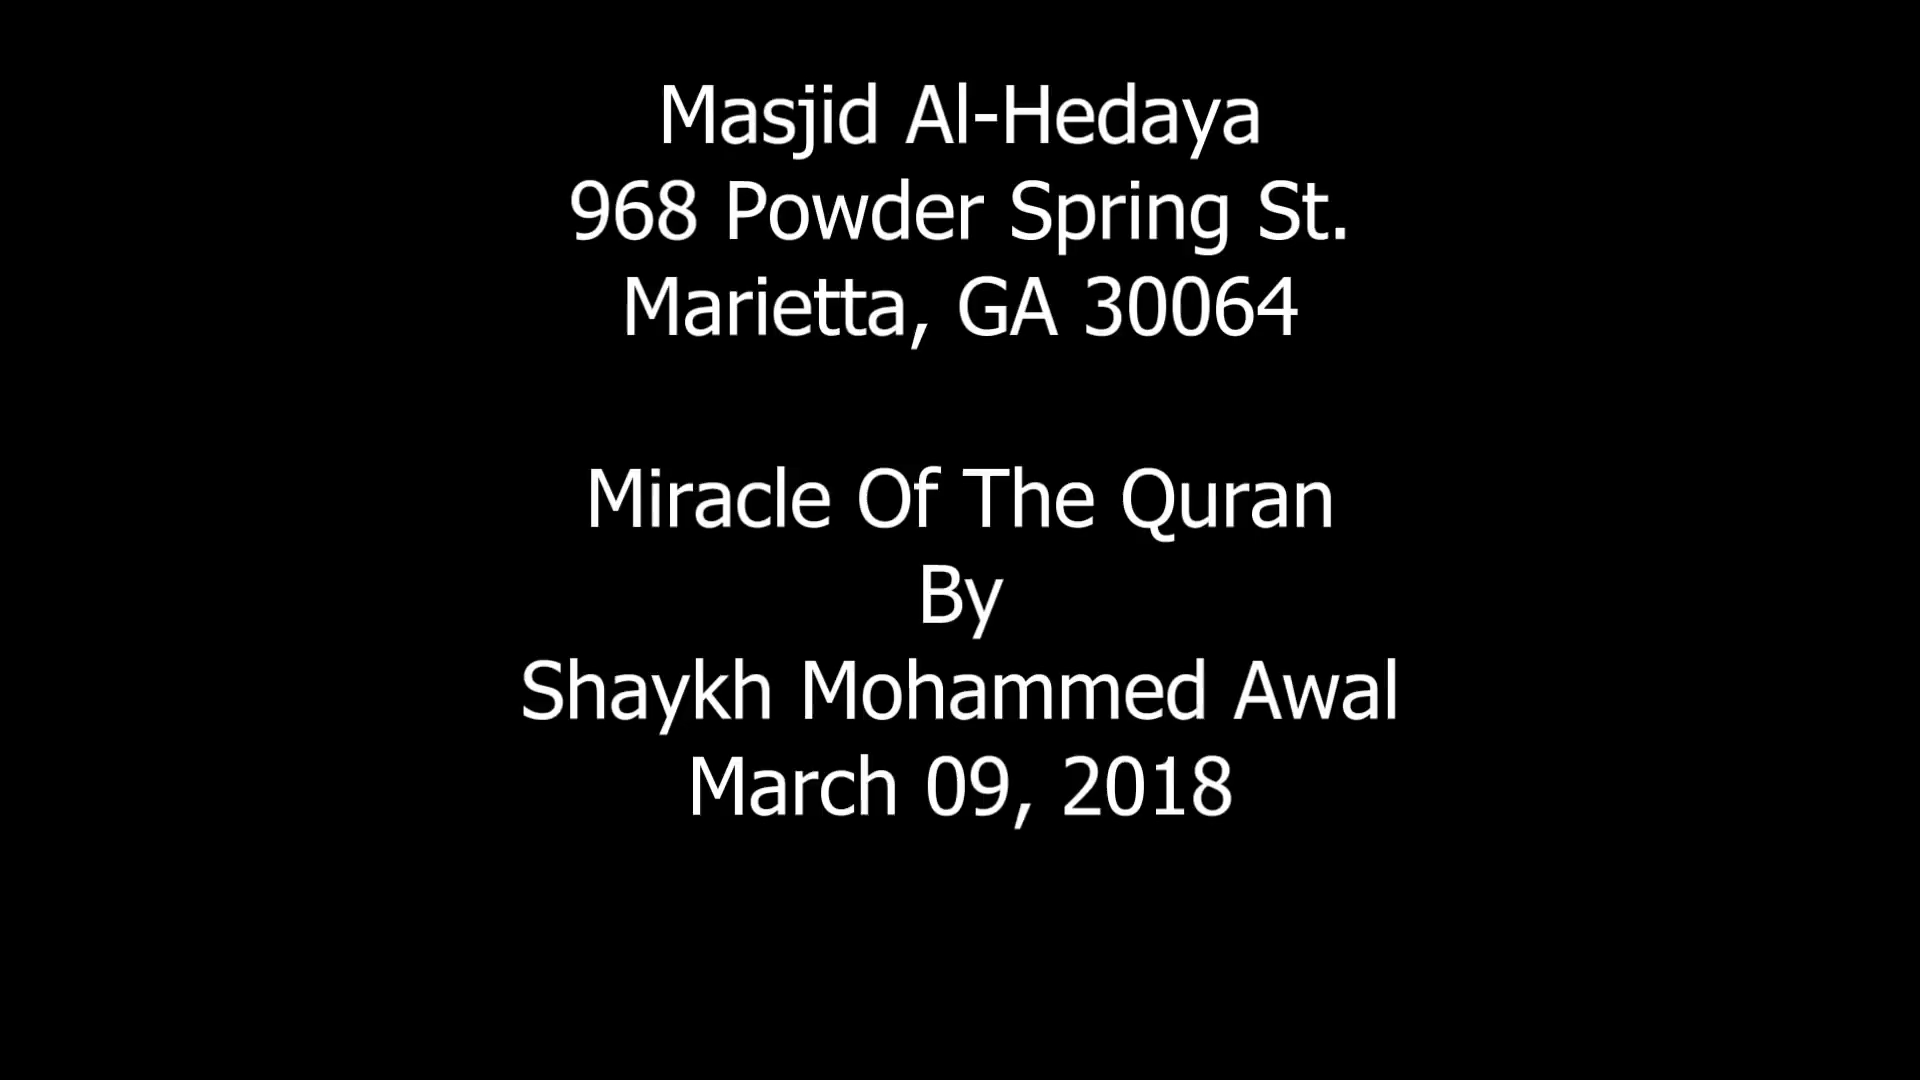 Masjid Al-Hedaya
968 Powder Spring St.
Marietta, GA 30064
Miracle Of The Quran
By
Shaykh Mohammed Awal
March 09, 2018